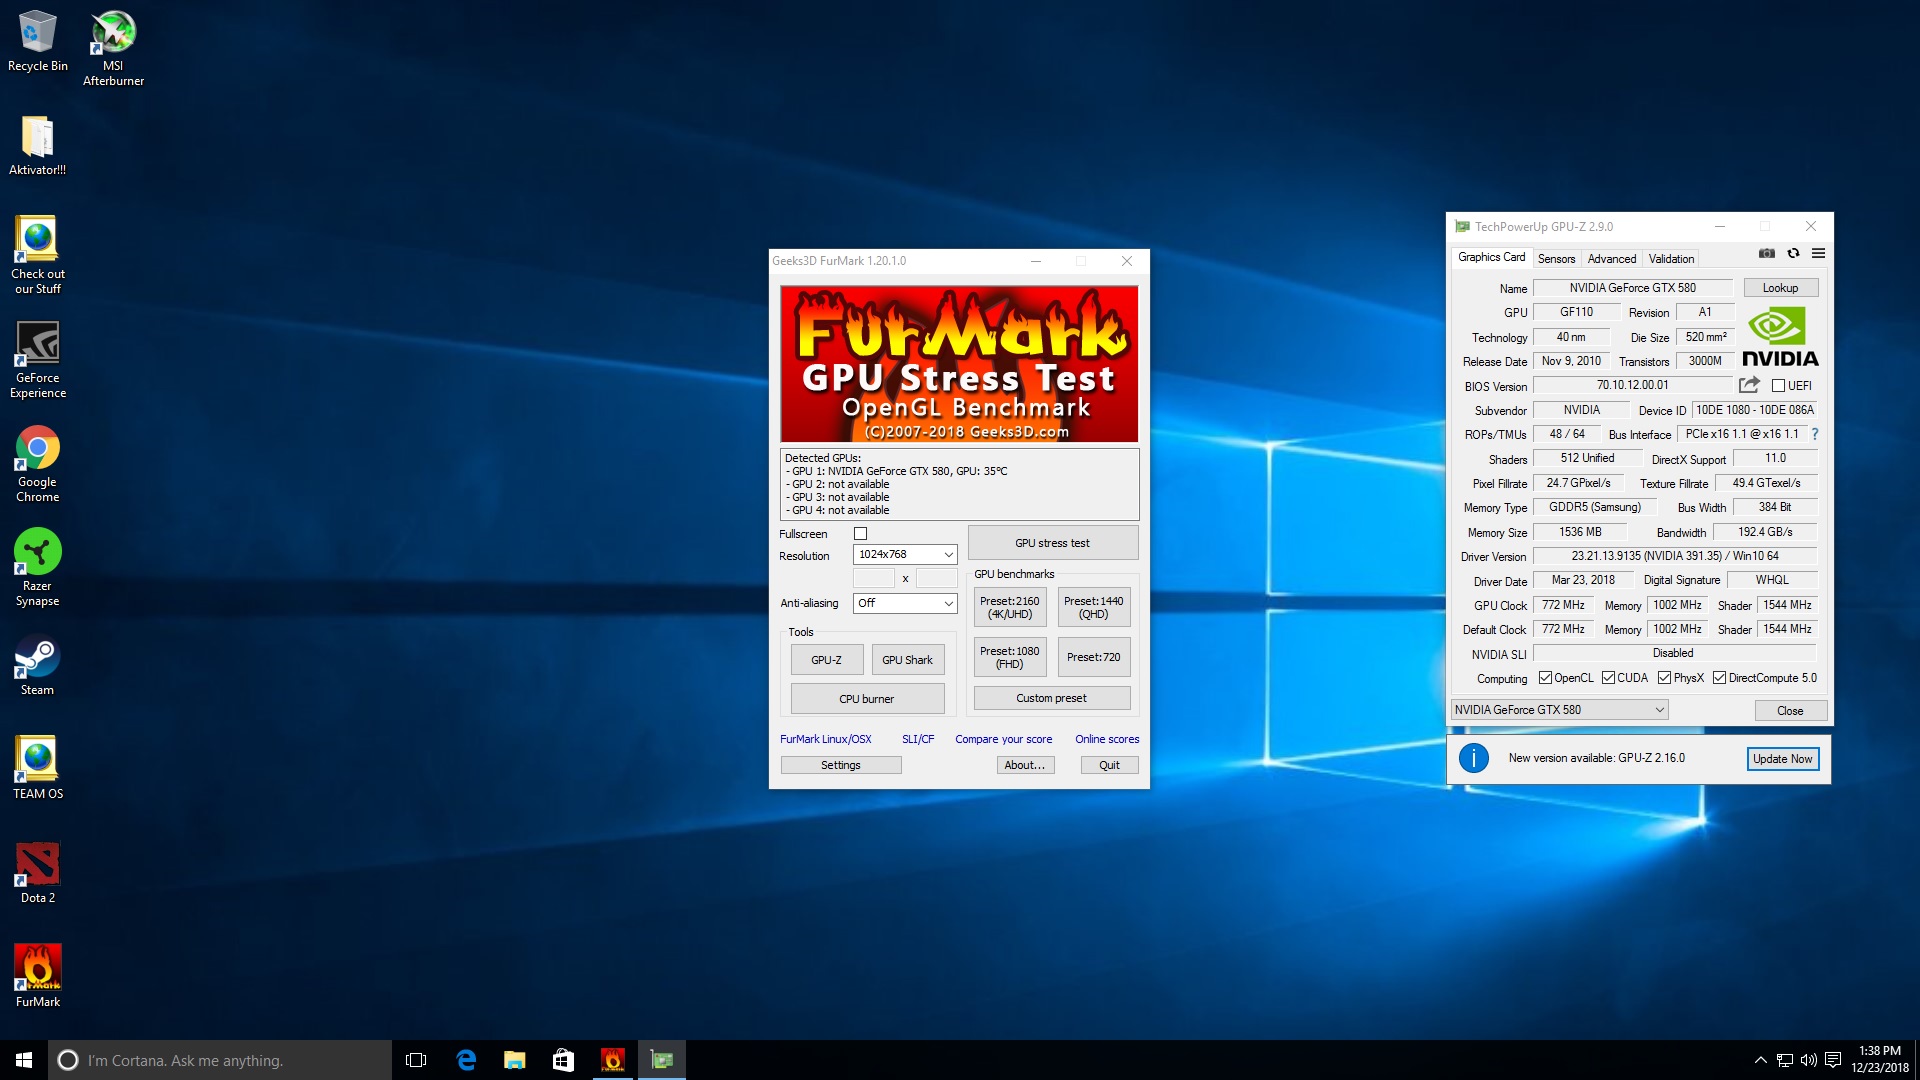 Recycle Bin
MSI
Afterburner
Aktivator!!!
Check out
our Stuff
GeForce
Experience
Google
Chrome
Razer
Synapse
Steam
TEAM OS
Dota 2
FurMark
Geeks3D FurMark 1.20.1.0
FurMark
GPU Stress Test
OpenGL Benchmark
(C)2007-2018 Geeks3D.com
Detected GPUs:
- GPU 1: NVIDIA GeForce GTX 580, GPU: 35ºC
- GPU 2: not available
- GPU 3: not available
- GPU 4: not available
Fullscreen
GPU stress test
Resolution 1024x768
x
GPU benchmarks
Anti-aliasing Off
Preset:2160
(4K/UHD)
Preset:1440
(QHD)
Tools
GPU-Z GPU Shark
Preset:1080
(FHD)
Preset:720
CPU burner
Custom preset
FurMark Linux/OSX SLI/CF Compare your score Online scores
Settings About... Quit
TechPowerUp GPU-Z 2.9.0
Graphics Card Sensors Advanced Validation
Name NVIDIA GeForce GTX 580 Lookup
GPU GF110 Revision A1
Technology 40 nm Die Size 520 mm²
Release Date Nov 9, 2010 Transistors 3000M
NVIDIA
BIOS Version 70.10.12.00.01 UEFI
Subvendor NVIDIA Device ID 10DE 1080 - 10DE 086A
ROPs/TMUs 48 / 64 Bus Interface PCIe x16 1.1 @ x16 1.1 ?
Shaders 512 Unified DirectX Support 11.0
Pixel Fillrate 24.7 GPixel/s Texture Fillrate 49.4 GTexel/s
Memory Type GDDR5 (Samsung) Bus Width 384 Bit
Memory Size 1536 MB Bandwidth 192.4 GB/s
Driver Version 23.21.13.9135 (NVIDIA 391.35) / Win10 64
Driver Date Mar 23, 2018 Digital Signature WHQL
GPU Clock 772 MHz Memory 1002 MHz Shader 1544 MHz
Default Clock 772 MHz Memory 1002 MHz Shader 1544 MHz
NVIDIA SLI Disabled
Computing OpenCL CUDA PhysX DirectCompute 5.0
NVIDIA GeForce GTX 580 Close
New version available: GPU-Z 2.16.0 Update Now
I'm Cortana. Ask me anything.
1:38 PM
12/23/2018